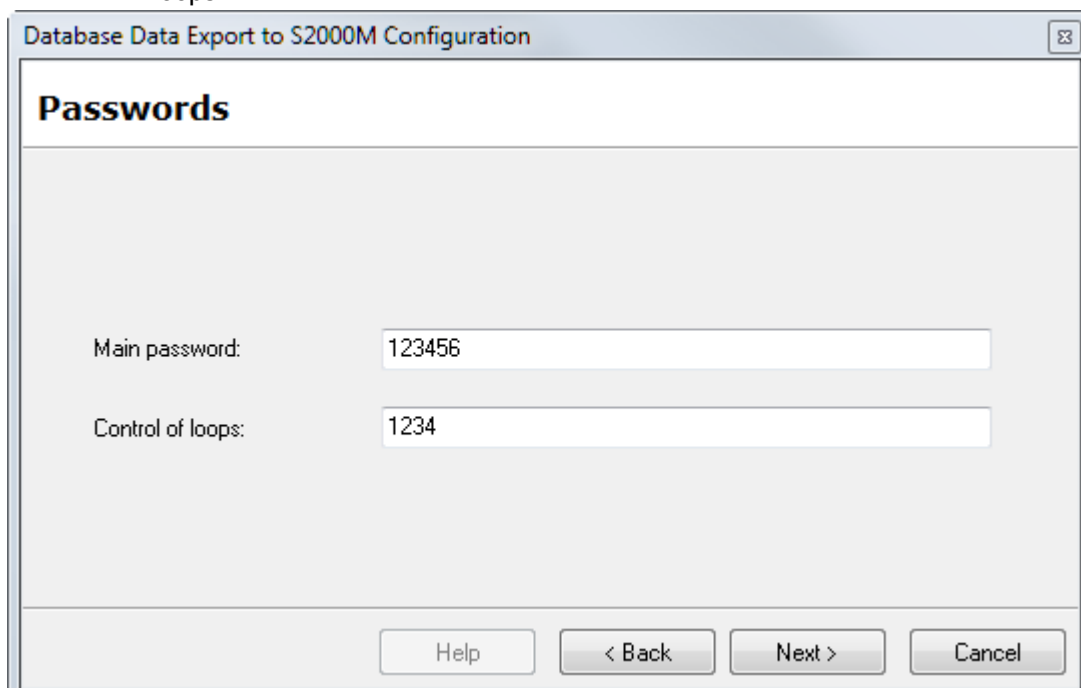 Database Data Export to S2000M Configuration
Passwords
Main password: 123456
Control of loops: 1234
Help < Back Next > Cancel